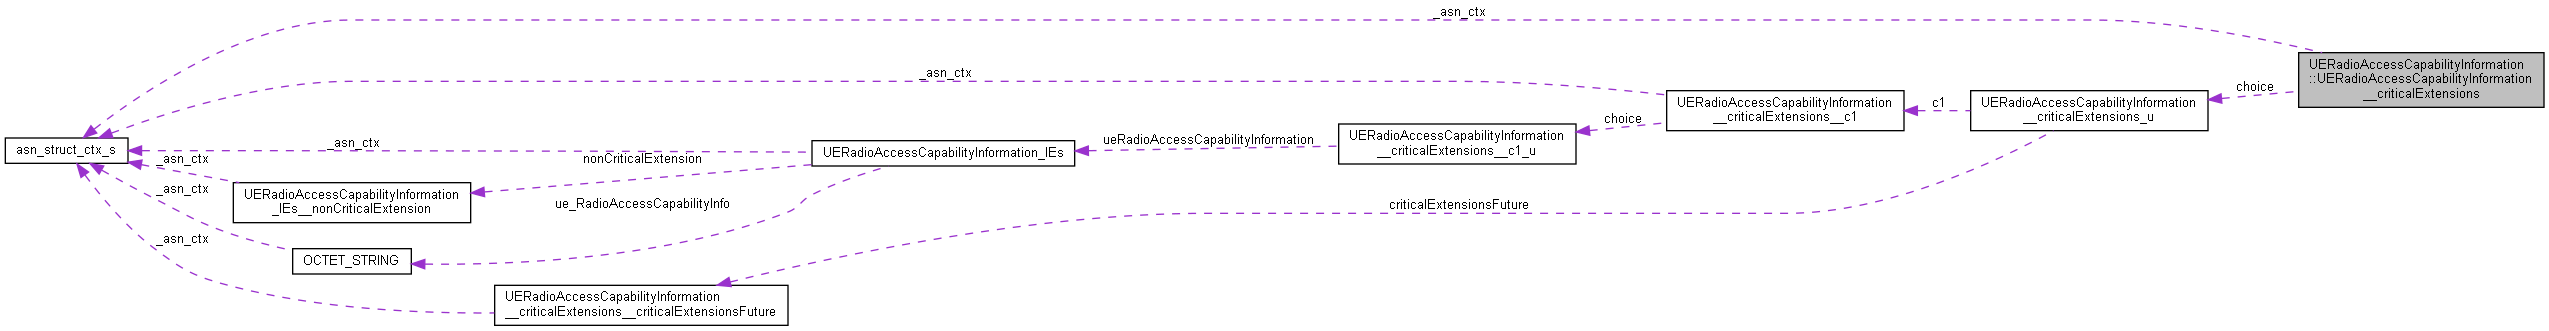 _asn_ctx
UERadioAccessCapabilityInformation
::UERadioAccessCapabilityInformation
__criticalExtensions
_asn_ctx
choice
UERadioAccessCapabilityInformation
__criticalExtensions__c1
c1
UERadioAccessCapabilityInformation
__criticalExtensions_u
choice
UERadioAccessCapabilityInformation
__criticalExtensions__c1_u
ueRadioAccessCapabilityInformation
asn_struct_ctx_s
_asn_ctx
UERadioAccessCapabilityInformation_IEs
_asn_ctx
nonCriticalExtension
UERadioAccessCapabilityInformation
_IEs__nonCriticalExtension
_asn_ctx
ue_RadioAccessCapabilityInfo
criticalExtensionsFuture
_asn_ctx
OCTET_STRING
UERadioAccessCapabilityInformation
__criticalExtensions__criticalExtensionsFuture